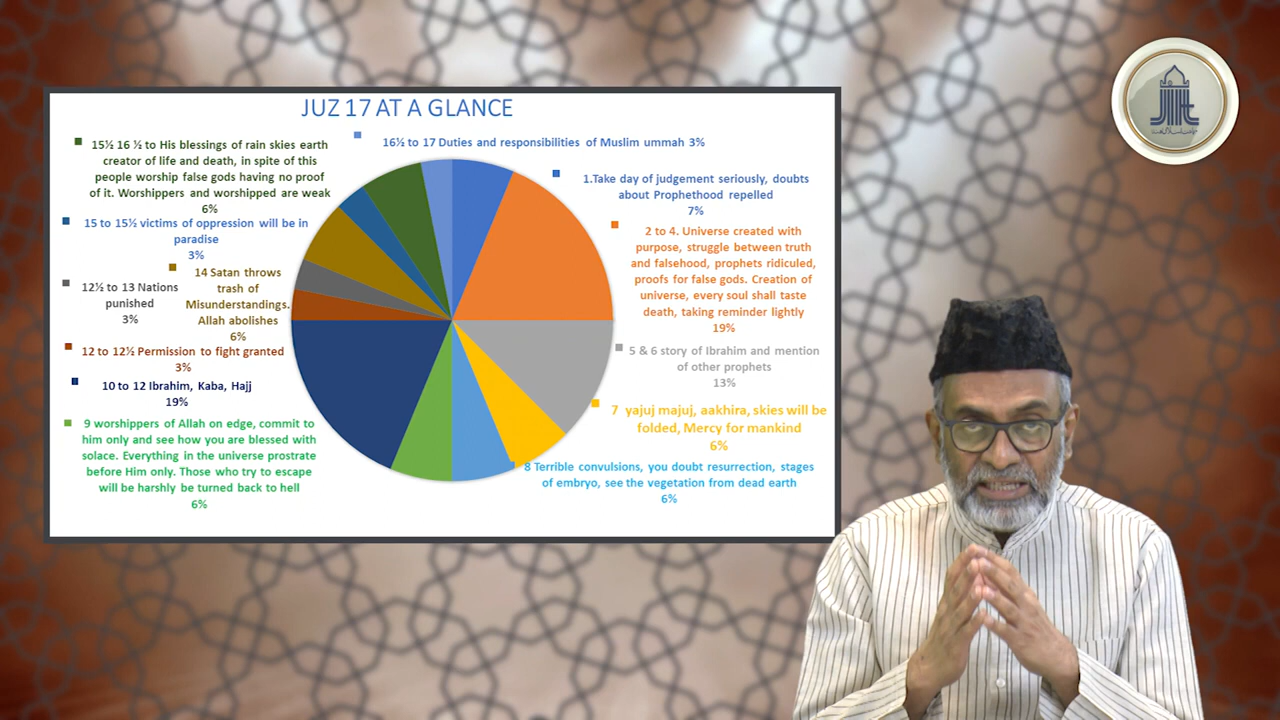 JUZ 17 AT A GLANCE
16½ to 17 Duties and responsibilities of Muslim ummah 3%
1.Take day of judgement seriously, doubts
about Prophethood repelled
7%
2 to 4. Universe created with
purpose, struggle between truth
and falsehood, prophets ridiculed,
proofs for false gods. Creation of
universe, every soul shall taste
death, taking reminder lightly
19%
5 & 6 story of Ibrahim and mention
of other prophets
13%
7 yajuj majuj, aakhira, skies will be
folded, Mercy for mankind
6%
8 Terrible convulsions, you doubt resurrection, stages
of embryo, see the vegetation from dead earth
6%
9 worshippers of Allah on edge, commit to
him only and see how you are blessed with
solace. Everything in the universe prostrate
before Him only. Those who try to escape
will be harshly be turned back to hell
6%
10 to 12 Ibrahim, Kaba, Hajj
19%
12 to 12½ Permission to fight granted
3%
12½ to 13 Nations
punished
3%
14 Satan throws
trash of
Misunderstandings.
Allah abolishes
6%
15 to 15½ victims of oppression will be in
paradise
3%
15½ 16 ½ to His blessings of rain skies earth
creator of life and death, in spite of this
people worship false gods having no proof
of it. Worshippers and worshipped are weak
6%